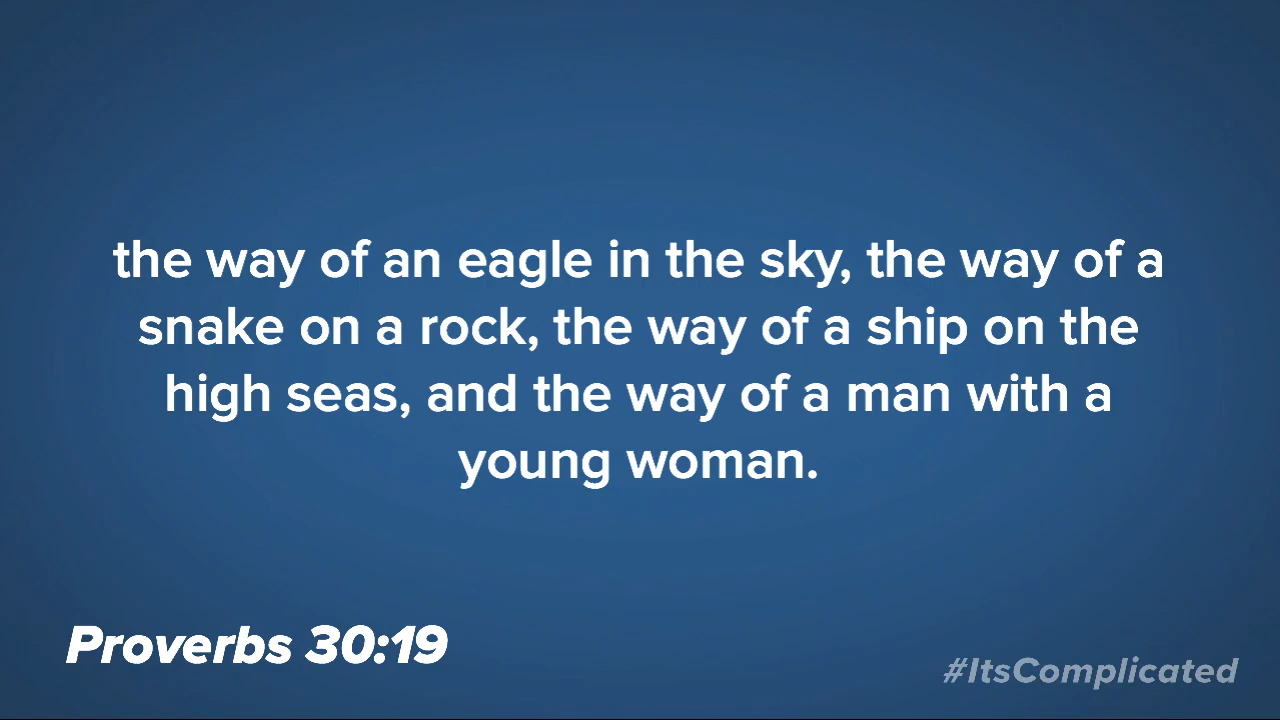 the way of an eagle in the sky, the way of a
snake on a rock, the way of a ship on the
high seas, and the way of a man with a
young woman.
Proverbs 30:19
#ItsComplicated